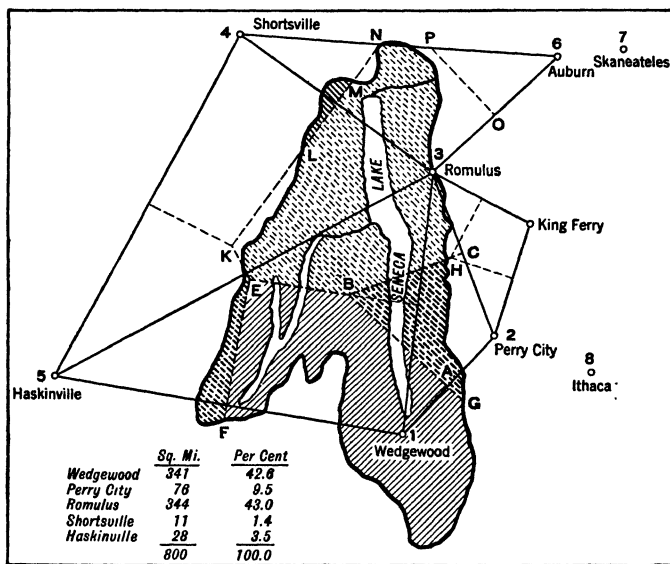 4 Shortsville
N P
6 Auburn
7 Skaneateles
M
O
L
3 Romulus
LAKE
King Ferry
K
C
H
E
B
SENECA
2 Perry City
A
8 Ithaca
5 Haskinville
G
F
1 Wedgewood
Sq. Mi. Per Cent
Wedgewood 341 42.6
Perry City 76 9.5
Romulus 344 43.0
Shortsville 11 1.4
Haskinville 28 3.5
800 100.0